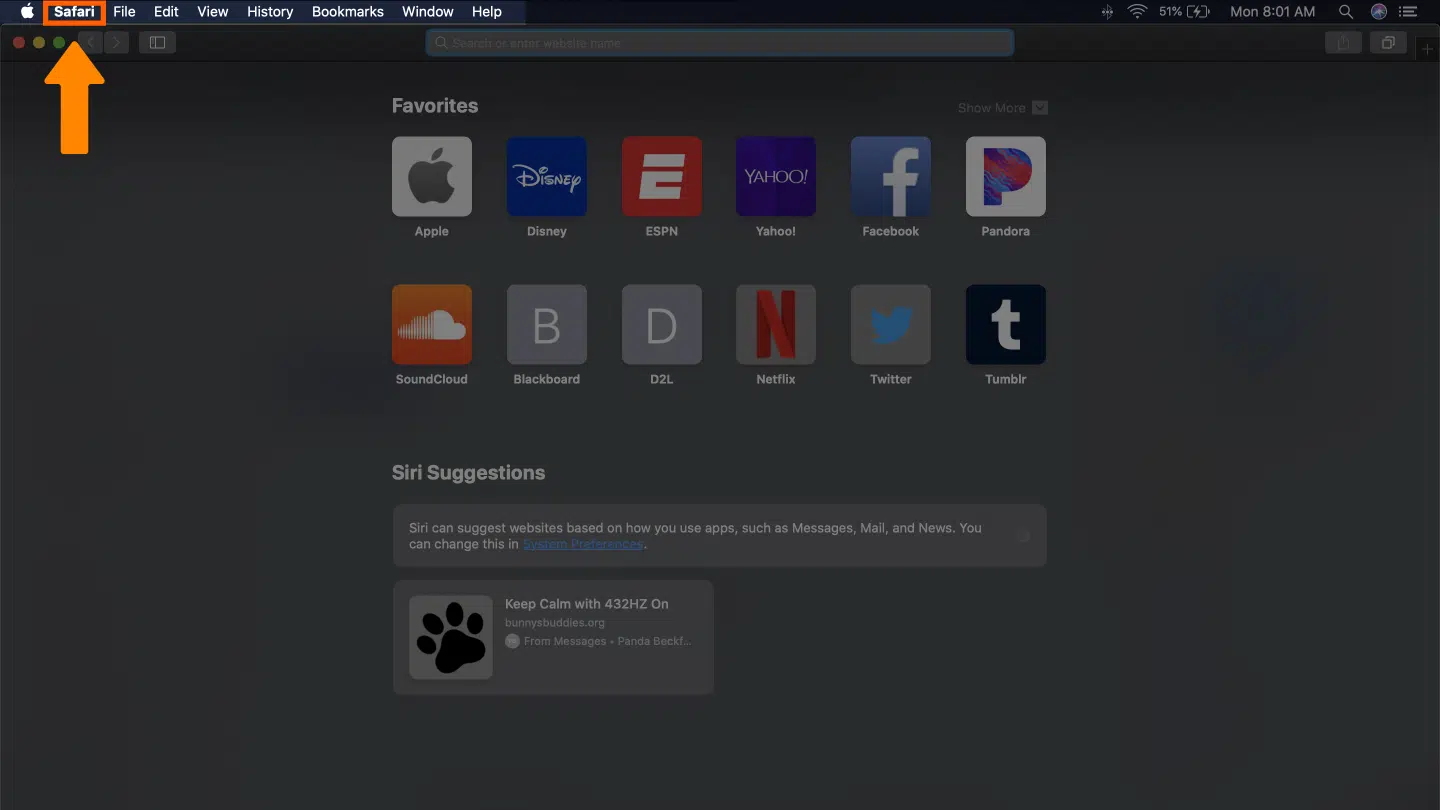 Safari File Edit View History Bookmarks Window Help 51% Mon 8:01 AM
Search or enter website name
Favorites Show More
Disney YAHOO!
Apple Disney ESPN Yahoo! Facebook Pandora
B D N t
SoundCloud Blackboard D2L Netflix Twitter Tumblr
Siri Suggestions
Siri can suggest websites based on how you use apps, such as Messages, Mail, and News. You
can change this in System Preferences.
Keep Calm with 432HZ On
bunnysbuddies.org
From Messages • Panda Beckf...